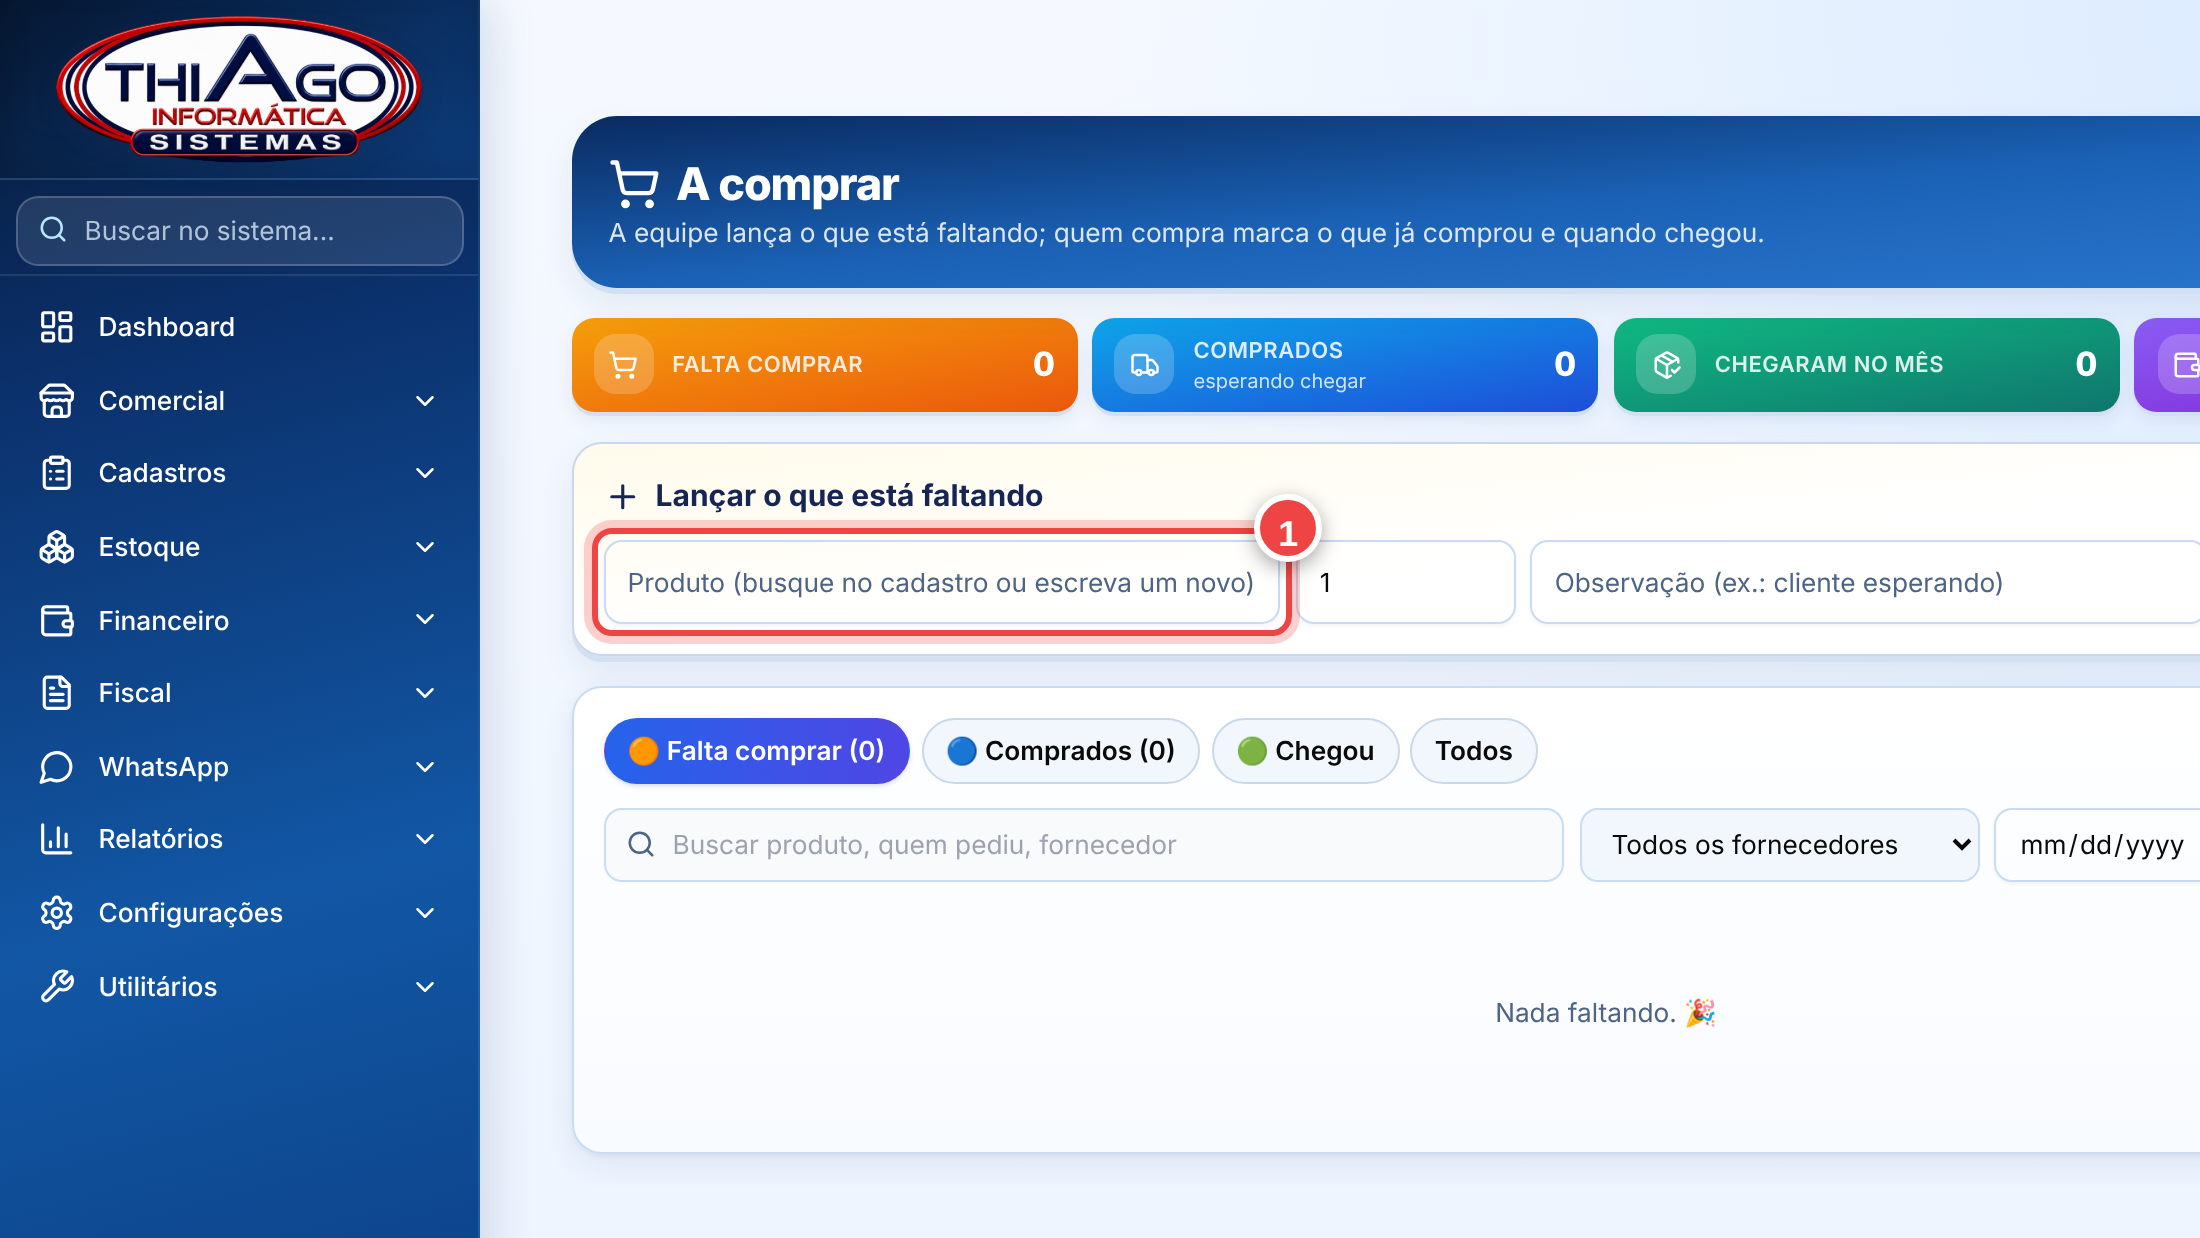 THIAGO
INFORMÁTICA
SISTEMAS
Buscar no sistema...
Dashboard
Comercial
Cadastros
Estoque
Financeiro
Fiscal
WhatsApp
Relatórios
Configurações
Utilitários
A comprar
A equipe lança o que está faltando; quem compra marca o que já comprou e quando chegou.
FALTA COMPRAR 0
COMPRADOS 0
esperando chegar
CHEGARAM NO MÊS 0
Lançar o que está faltando
1
Produto (busque no cadastro ou escreva um novo) 1 Observação (ex.: cliente esperando)
Falta comprar (0) Comprados (0) Chegou Todos
Buscar produto, quem pediu, fornecedor Todos os fornecedores mm/dd/yyyy
Nada faltando. 🎉